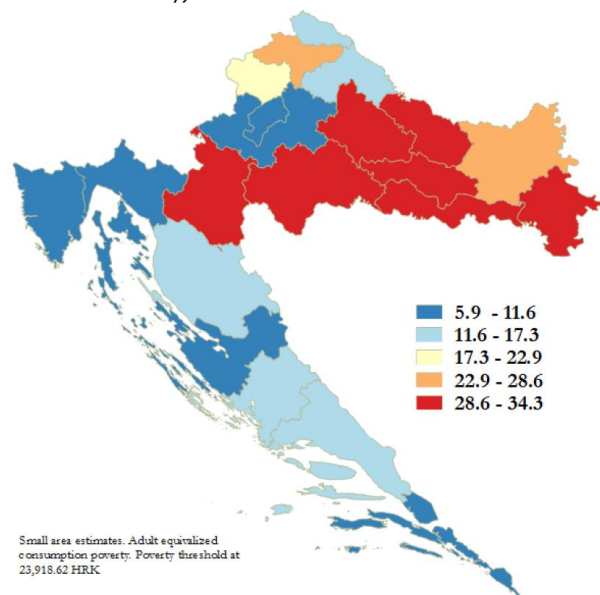 5.9 - 11.6
11.6 - 17.3
17.3 - 22.9
22.9 - 28.6
28.6 - 34.3
Small area estimates. Adult equivalized
consumption poverty. Poverty threshold at
23,918.62 HRK